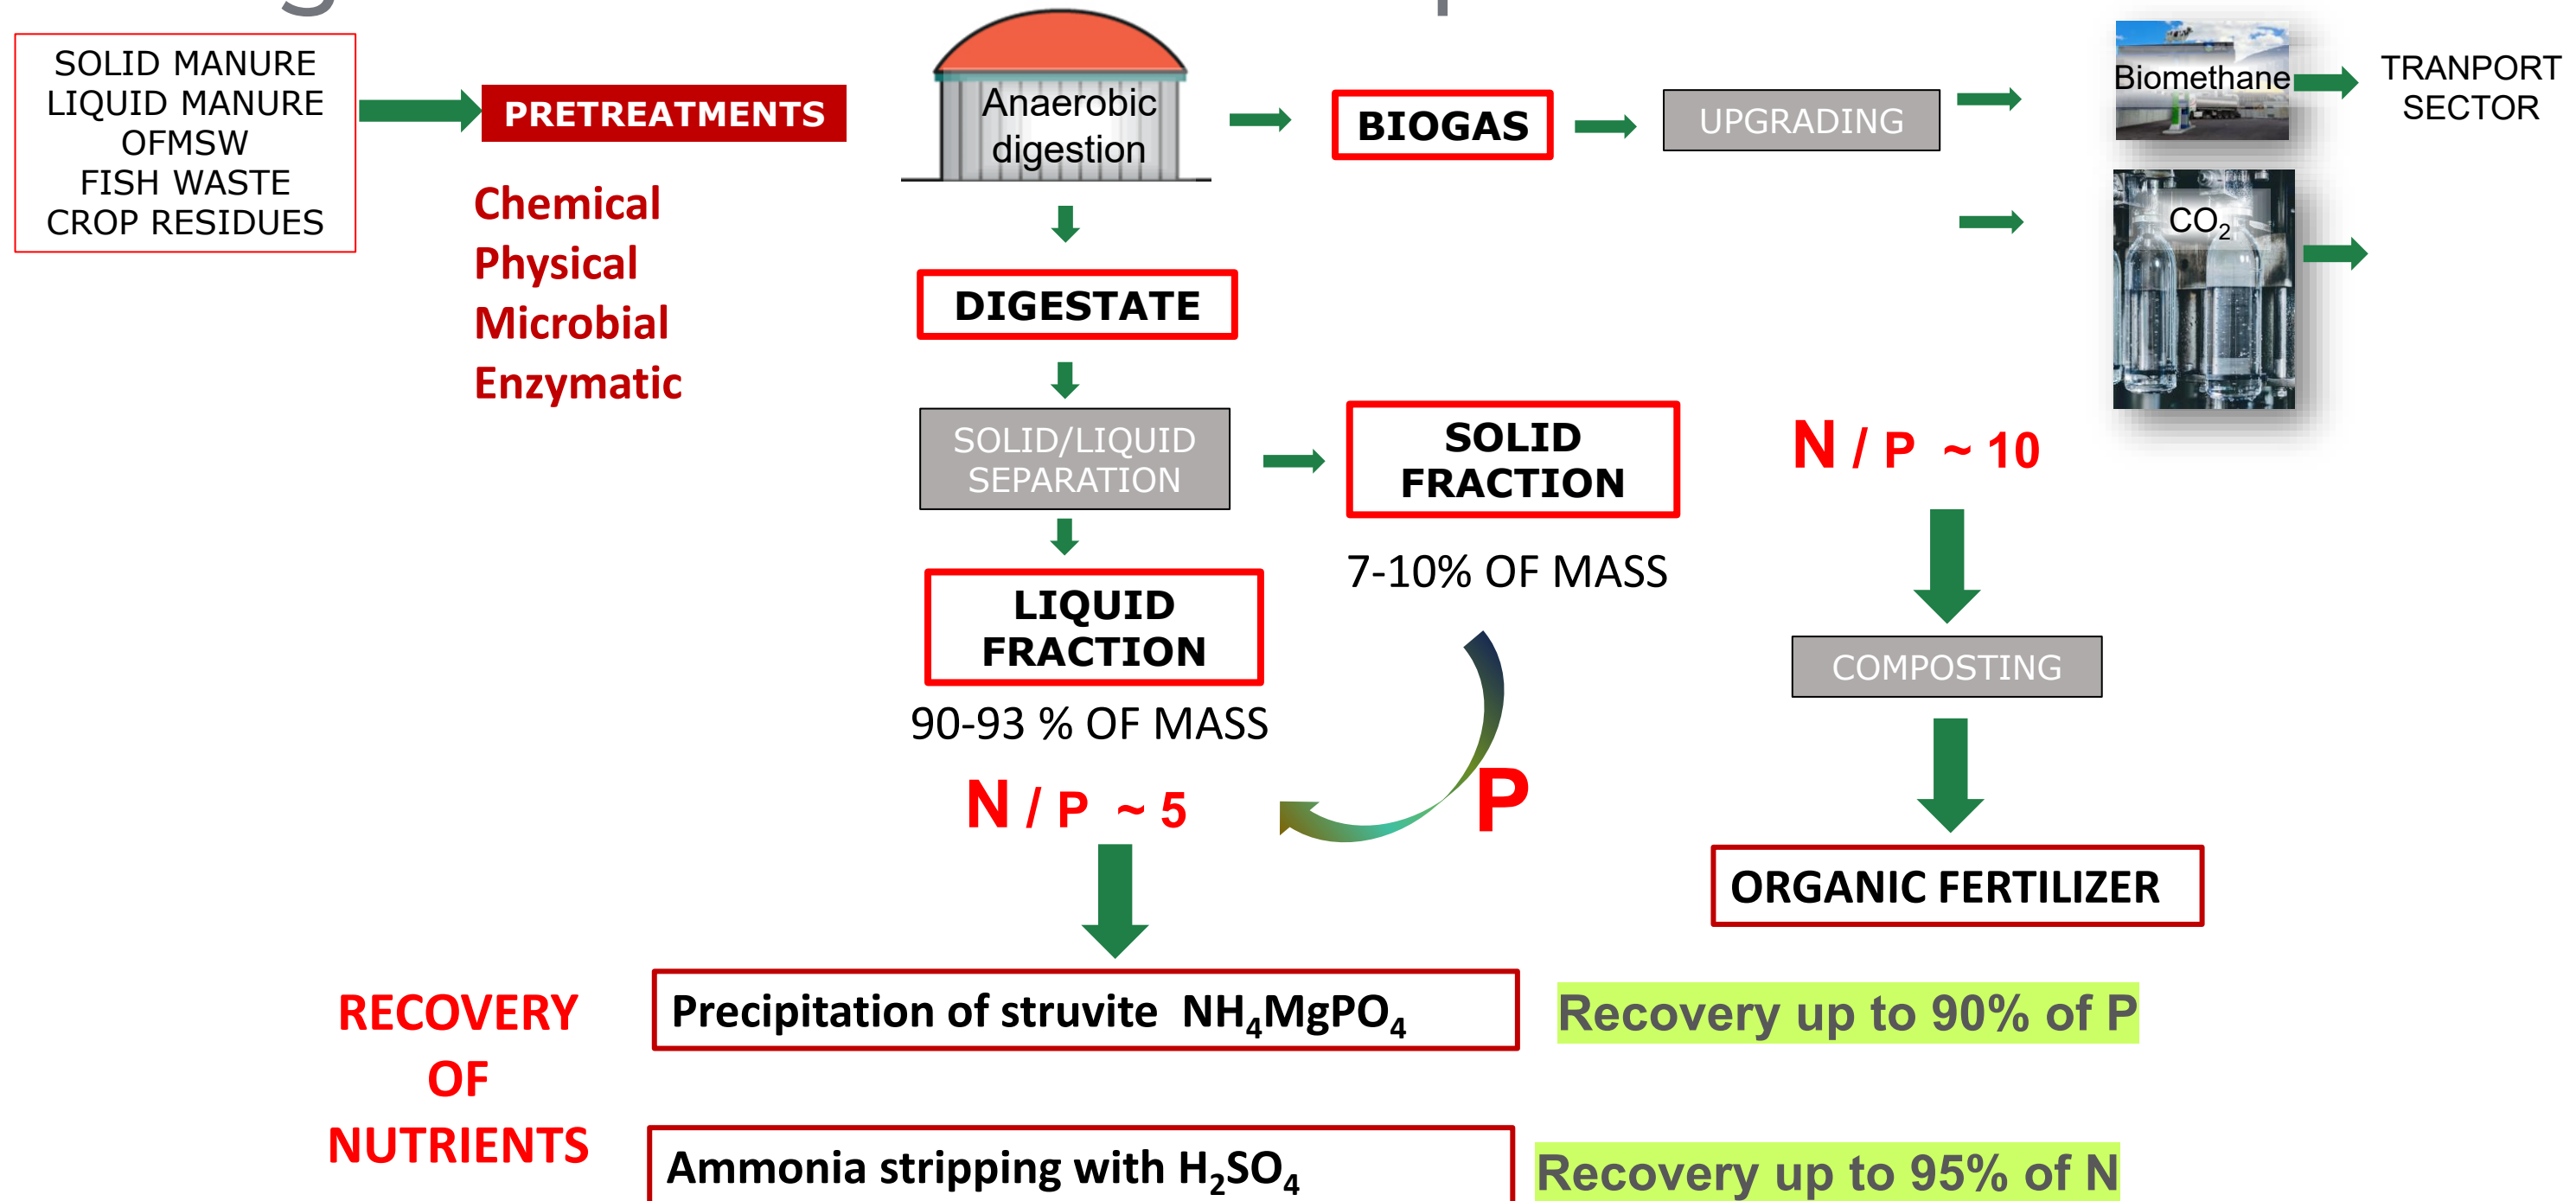 SOLID MANURE
LIQUID MANURE
OFMSW
FISH WASTE
CROP RESIDUES
PRETREATMENTS
Chemical
Physical
Microbial
Enzymatic
Anaerobic
digestion
BIOGAS
UPGRADING
Biomethane
TRANPORT
SECTOR
CO₂
DIGESTATE
SOLID/LIQUID
SEPARATION
SOLID
FRACTION
7-10% OF MASS
N / P ~ 10
COMPOSTING
ORGANIC FERTILIZER
LIQUID
FRACTION
90-93 % OF MASS
N / P ~ 5
P
RECOVERY
OF
NUTRIENTS
Precipitation of struvite NH₄MgPO₄
Recovery up to 90% of P
Ammonia stripping with H₂SO₄
Recovery up to 95% of N